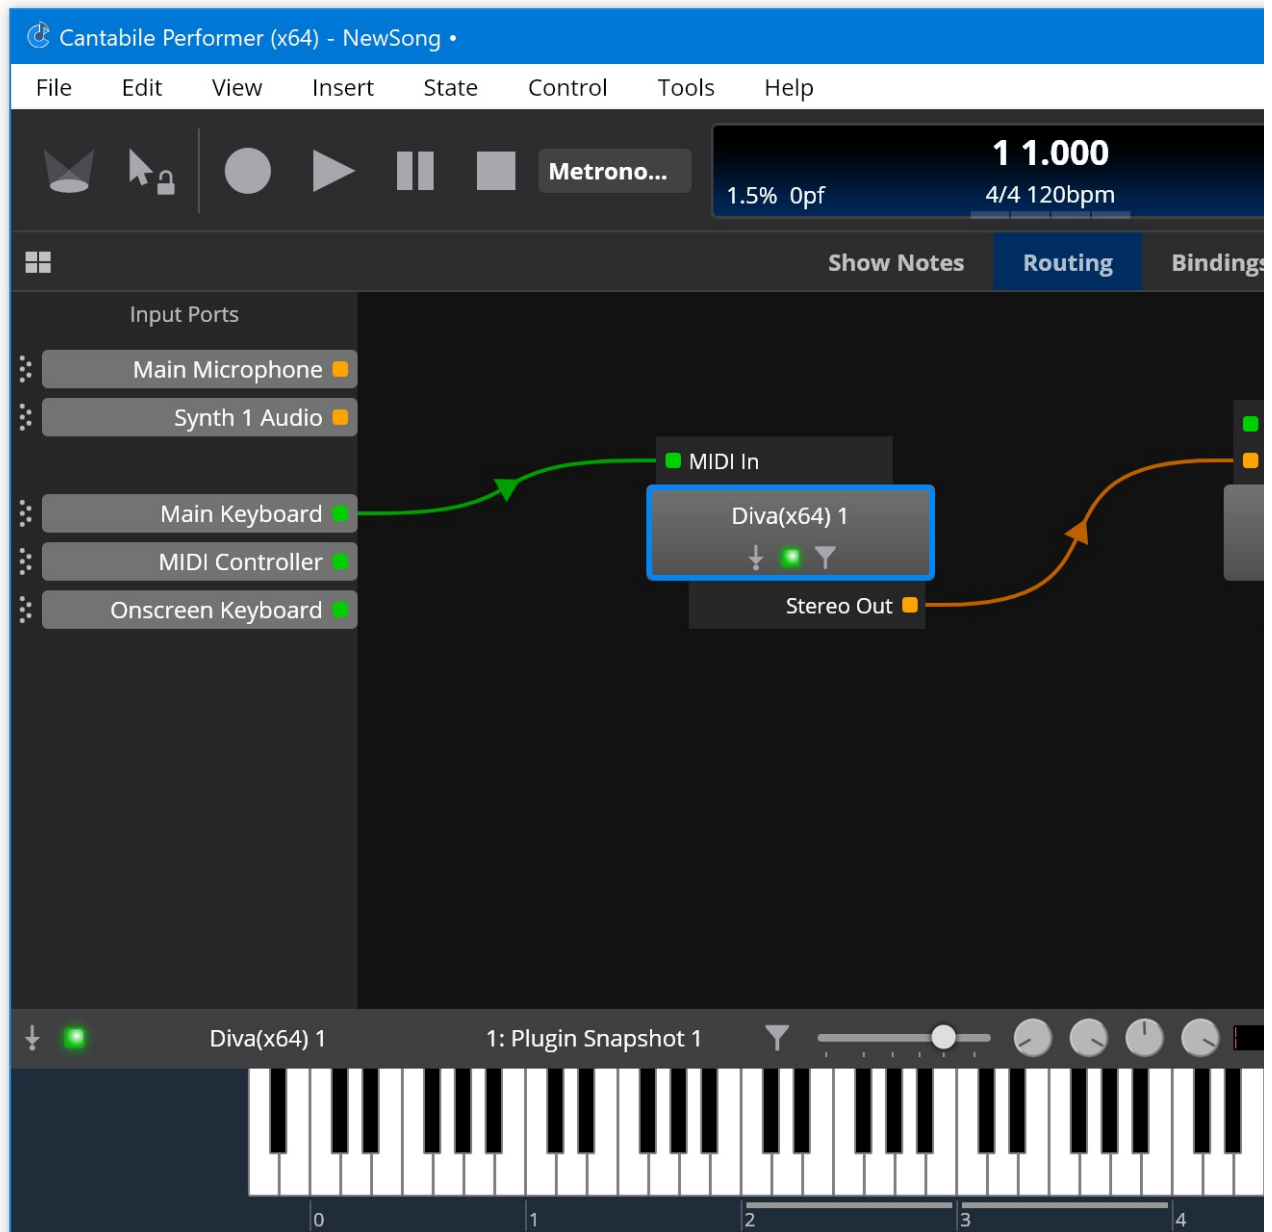 Cantabile Performer (x64) - NewSong •
File Edit View Insert State Control Tools Help
Metrono...
1 1.000
1.5% 0pf 4/4 120bpm
Show Notes Routing Bindings
Input Ports
Main Microphone
Synth 1 Audio
MIDI In
Main Keyboard
Diva(x64) 1
MIDI Controller
Onscreen Keyboard
Stereo Out
Diva(x64) 1 1: Plugin Snapshot 1
0 1 2 3 4